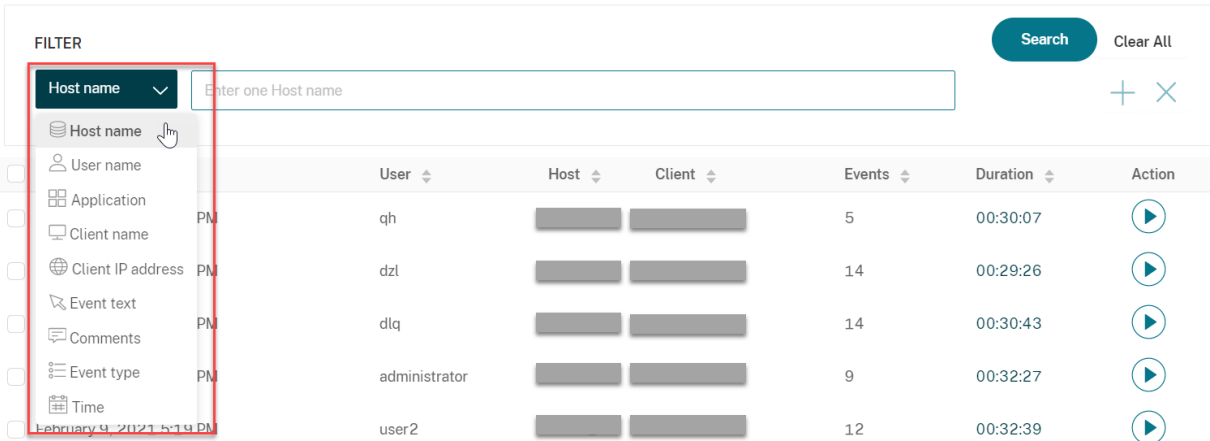 FILTER
Search
Clear All
Host name
Enter one Host name
Host name
User name
Application
Client name
Client IP address
Event text
Comments
Event type
Time
User
Host
Client
Events
Duration
Action
PM
qh
5
00:30:07
PM
dzl
14
00:29:26
PM
dlq
14
00:30:43
PM
administrator
9
00:32:27
February 9, 2021 5:19 PM
user2
12
00:32:39